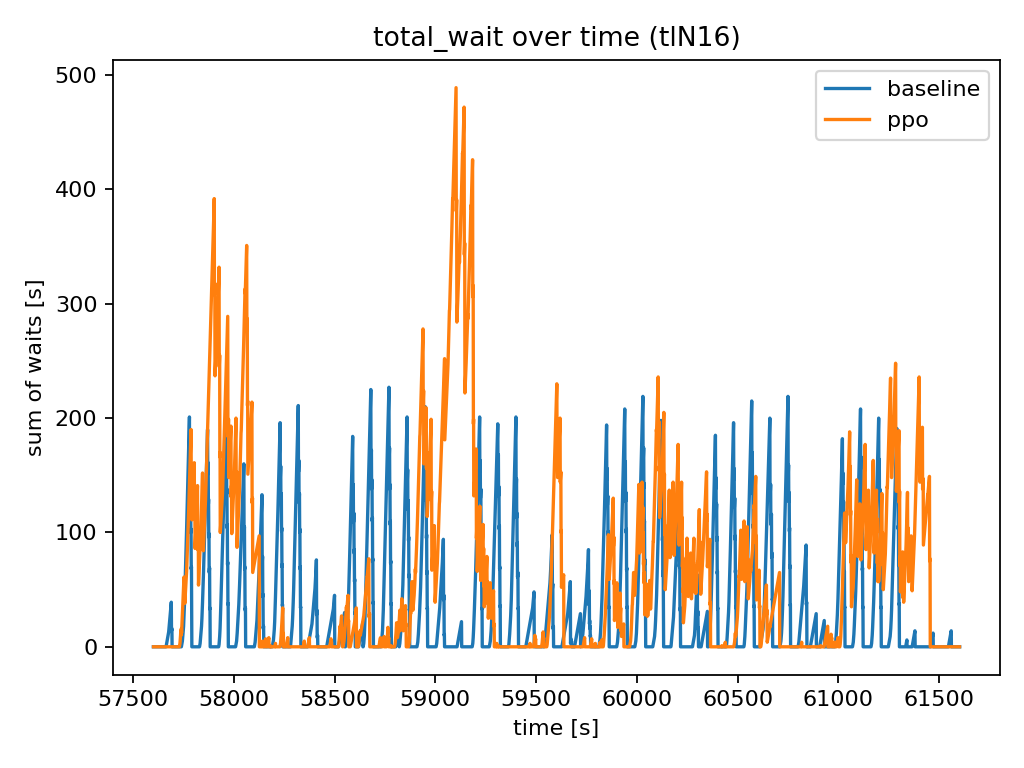 total_wait over time (tlN16)
baseline
ppo
500
400
300
200
100
0
sum of waits [s]
57500 58000 58500 59000 59500 60000 60500 61000 61500
time [s]